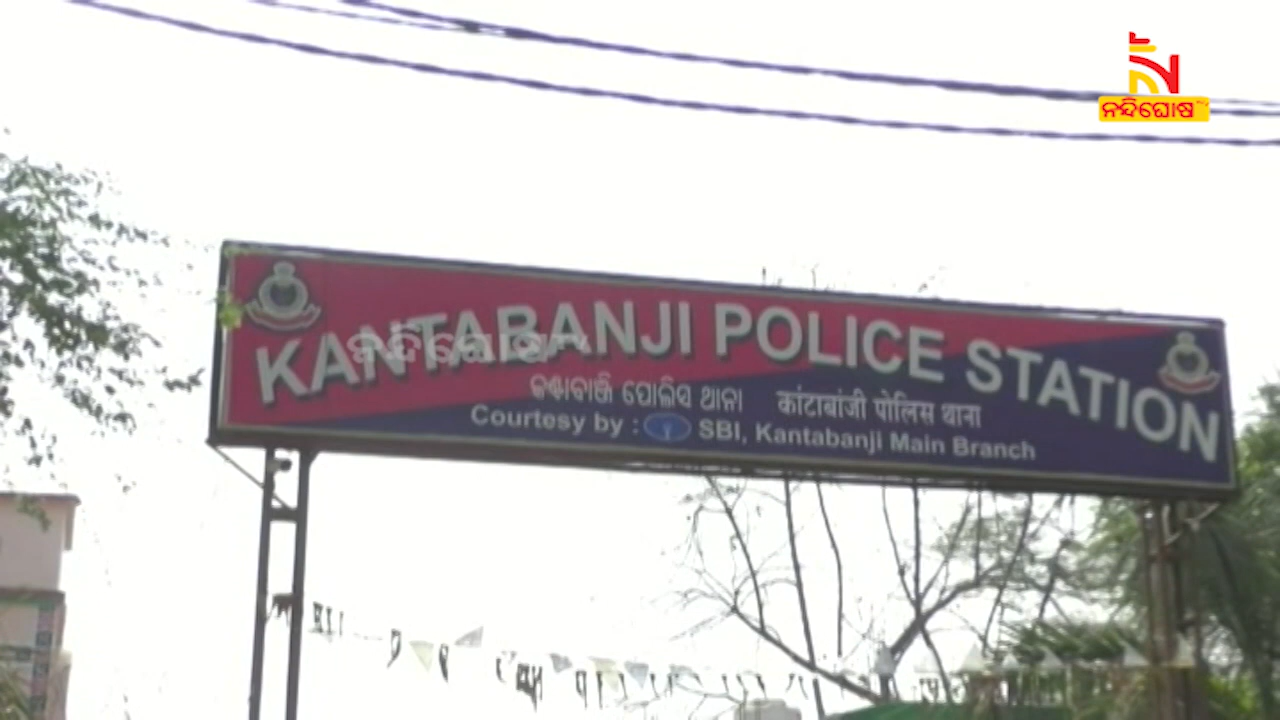 ନନ୍ଦିଘୋଷ
KANTABANJI POLICE STATION
କଣ୍ଟାବାଞ୍ଜି ପୋଲିସ ଥାନା कांटाबांजी पोलिस थाना
Courtesy by : SBI, Kantabanji Main Branch